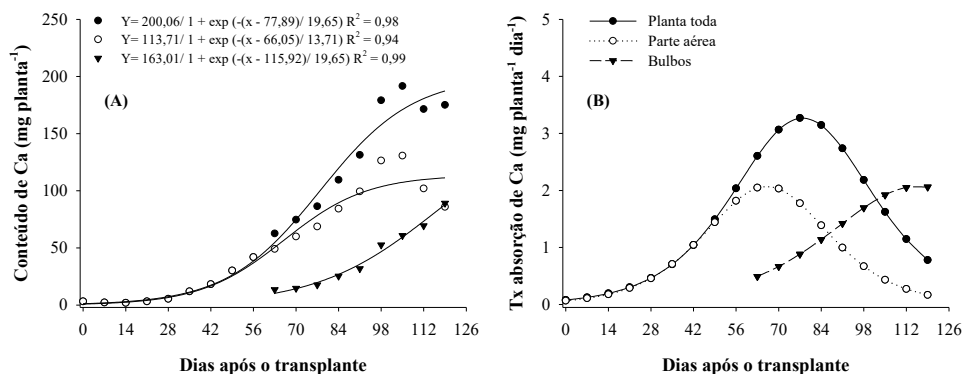 Y= 200,06/ 1 + exp (-(x - 77,89)/ 19,65) R² = 0,98
Y= 113,71/ 1 + exp (-(x - 66,05)/ 13,71) R² = 0,94
Y= 163,01/ 1 + exp (-(x - 115,92)/ 19,65) R² = 0,99
(A)
Conteúdo de Ca (mg planta⁻¹)
250
200
150
100
50
0
0 14 28 42 56 70 84 98 112 126
Dias após o transplante
Planta toda
Parte aérea
Bulbos
(B)
Tx absorção de Ca (mg planta⁻¹ dia⁻¹)
5
4
3
2
1
0
0 14 28 42 56 70 84 98 112 126
Dias após o transplante